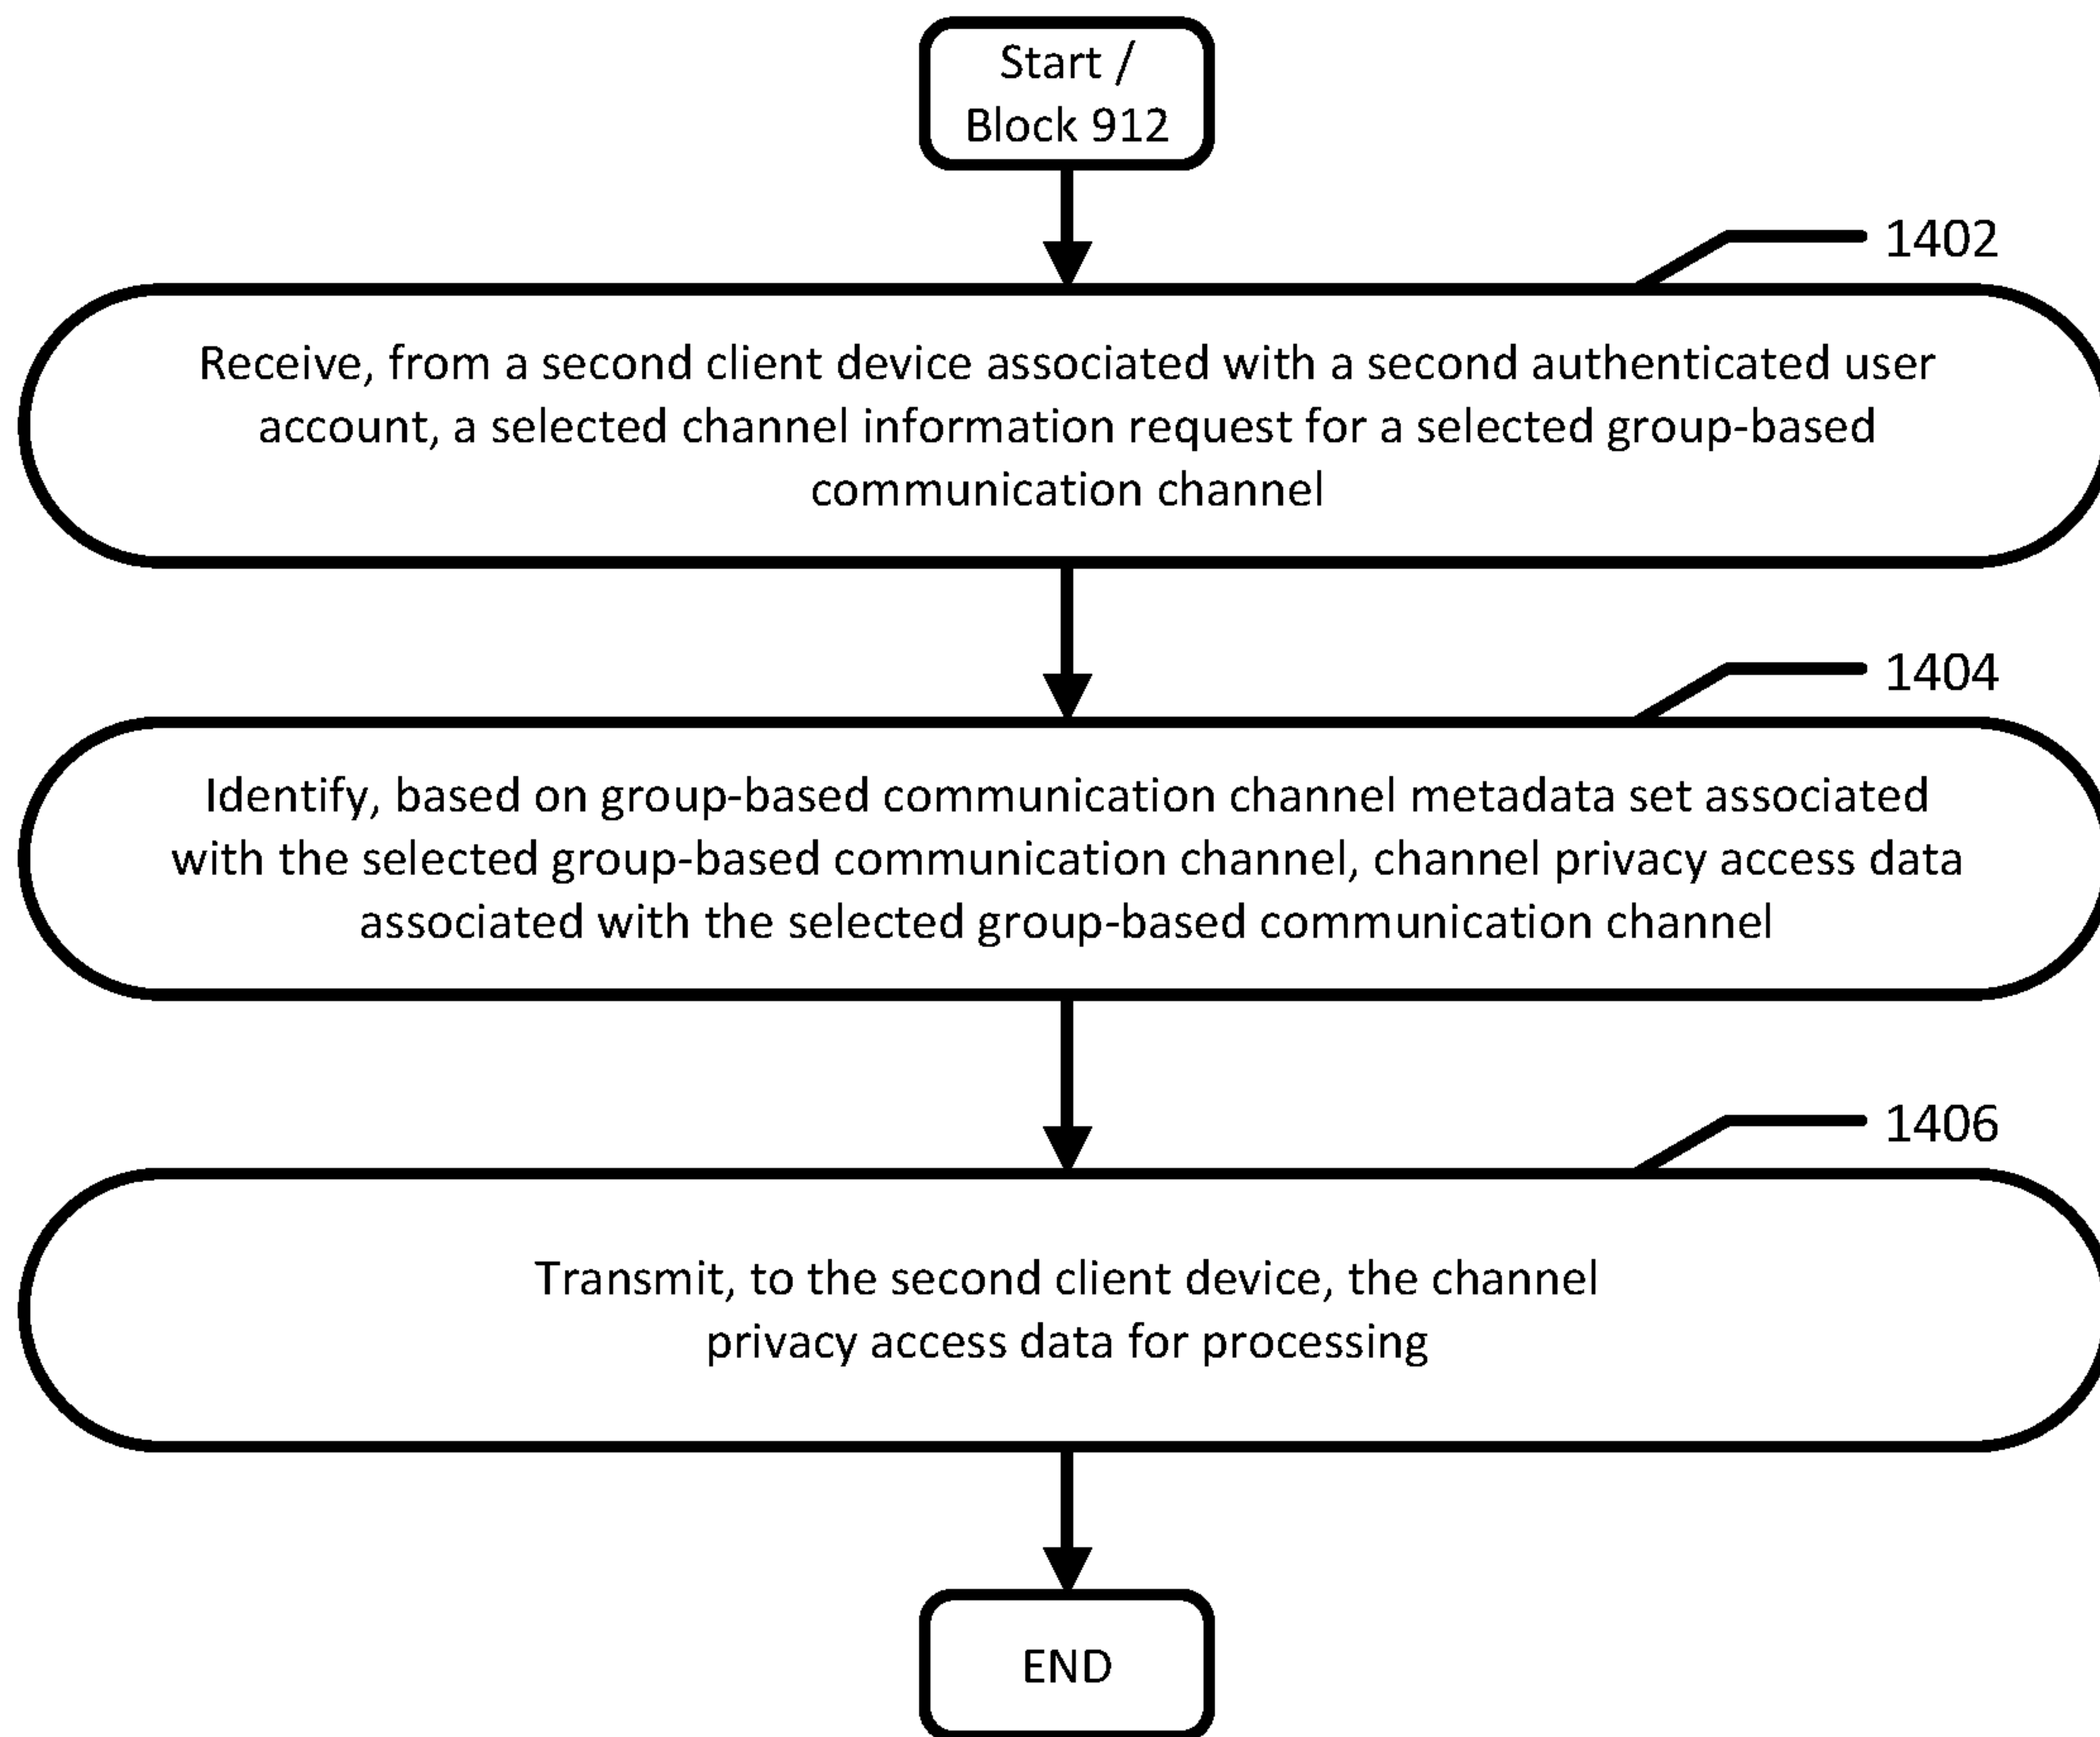 Start /
Block 912
1402
Receive, from a second client device associated with a second authenticated user
account, a selected channel information request for a selected group-based
communication channel
1404
Identify, based on group-based communication channel metadata set associated
with the selected group-based communication channel, channel privacy access data
associated with the selected group-based communication channel
1406
Transmit, to the second client device, the channel
privacy access data for processing
END